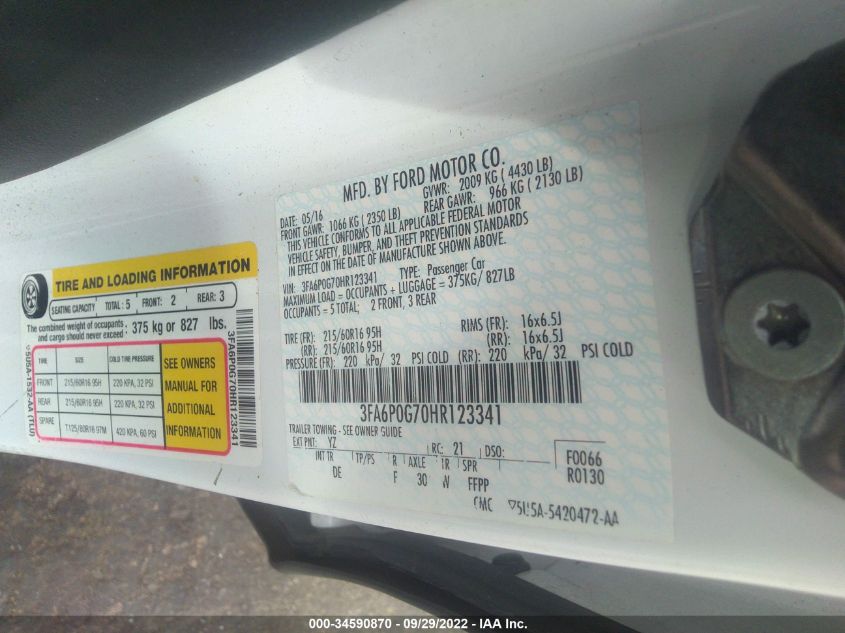 TIRE AND LOADING INFORMATION
SEATING CAPACITY TOTAL : 5 FRONT: 2 REAR: 3
The combined weight of occupants and cargo should never exceed : 375 kg or 827 lbs.
TIRE SIZE COLD TIRE PRESSURE
FRONT 215/60R16 95H 220 KPA, 32 PSI
REAR 215/60R16 95H 220 KPA, 32 PSI
SPARE T125/80R16 97M 420 KPA, 60 PSI
SEE OWNERS
MANUAL FOR
ADDITIONAL
INFORMATION
5U5A-1532-AA (TLU)
3FA6P0G70HR123341
MFD. BY FORD MOTOR CO.
DATE: 05/16 GVWR: 2009 KG ( 4430 LB)
FRONT GAWR: 1066 KG ( 2350 LB) REAR GAWR: 966 KG ( 2130 LB)
THIS VEHICLE CONFORMS TO ALL APPLICABLE FEDERAL MOTOR
VEHICLE SAFETY, BUMPER, AND THEFT PREVENTION STANDARDS
IN EFFECT ON THE DATE OF MANUFACTURE SHOWN ABOVE.
VIN: 3FA6P0G70HR123341 TYPE: Passenger Car
MAXIMUM LOAD = OCCUPANTS + LUGGAGE = 375KG/ 827LB
OCCUPANTS = 5 TOTAL; 2 FRONT, 3 REAR
TIRE (FR): 215/60R16 95H RIMS (FR): 16x6.5J
(RR): 215/60R16 95H (RR): 16x6.5J
PRESSURE (FR): 220 kPa/ 32 PSI COLD (RR): 220 kPa/ 32 PSI COLD
3FA6P0G70HR123341
TRAILER TOWING - SEE OWNER GUIDE
EXT PNT: YZ RC: 21 DSO:
INT TR TP/PS R AXLE TR SPR
DE F 30 W FFPP
F0066
R0130
CMC 5U5A-5420472-AA
000-34590870 - 09/29/2022 - IAA Inc.